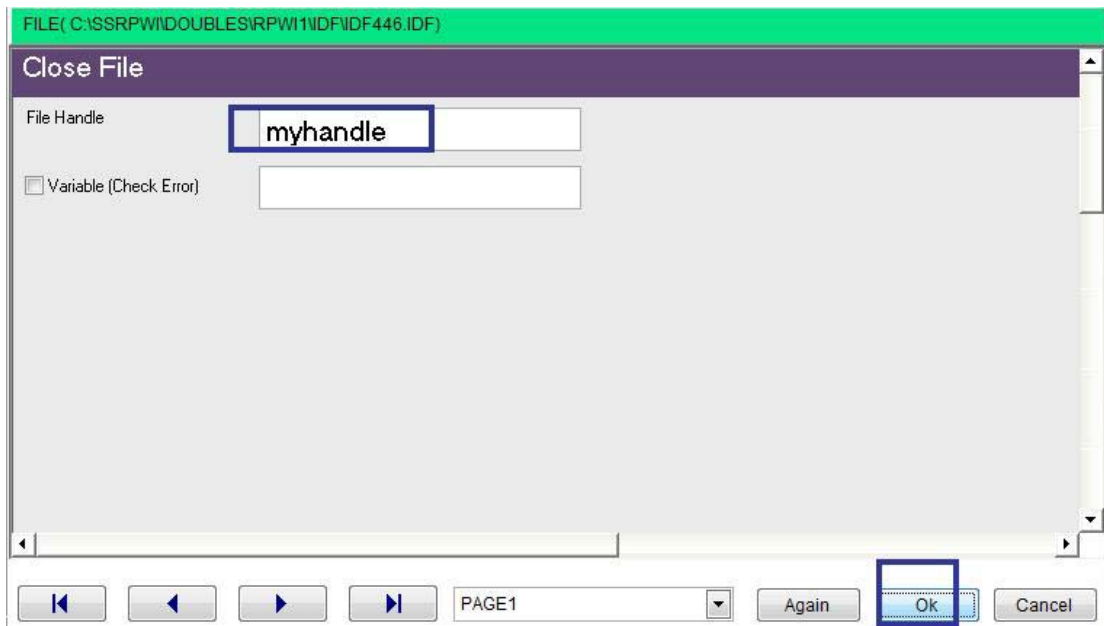 FILE( C:\SSRPWI\DOUBLES\RPWI1\IDF\IDF446.IDF)
Close File
File Handle
myhandle
Variable (Check Error)
PAGE1
Again
Ok
Cancel